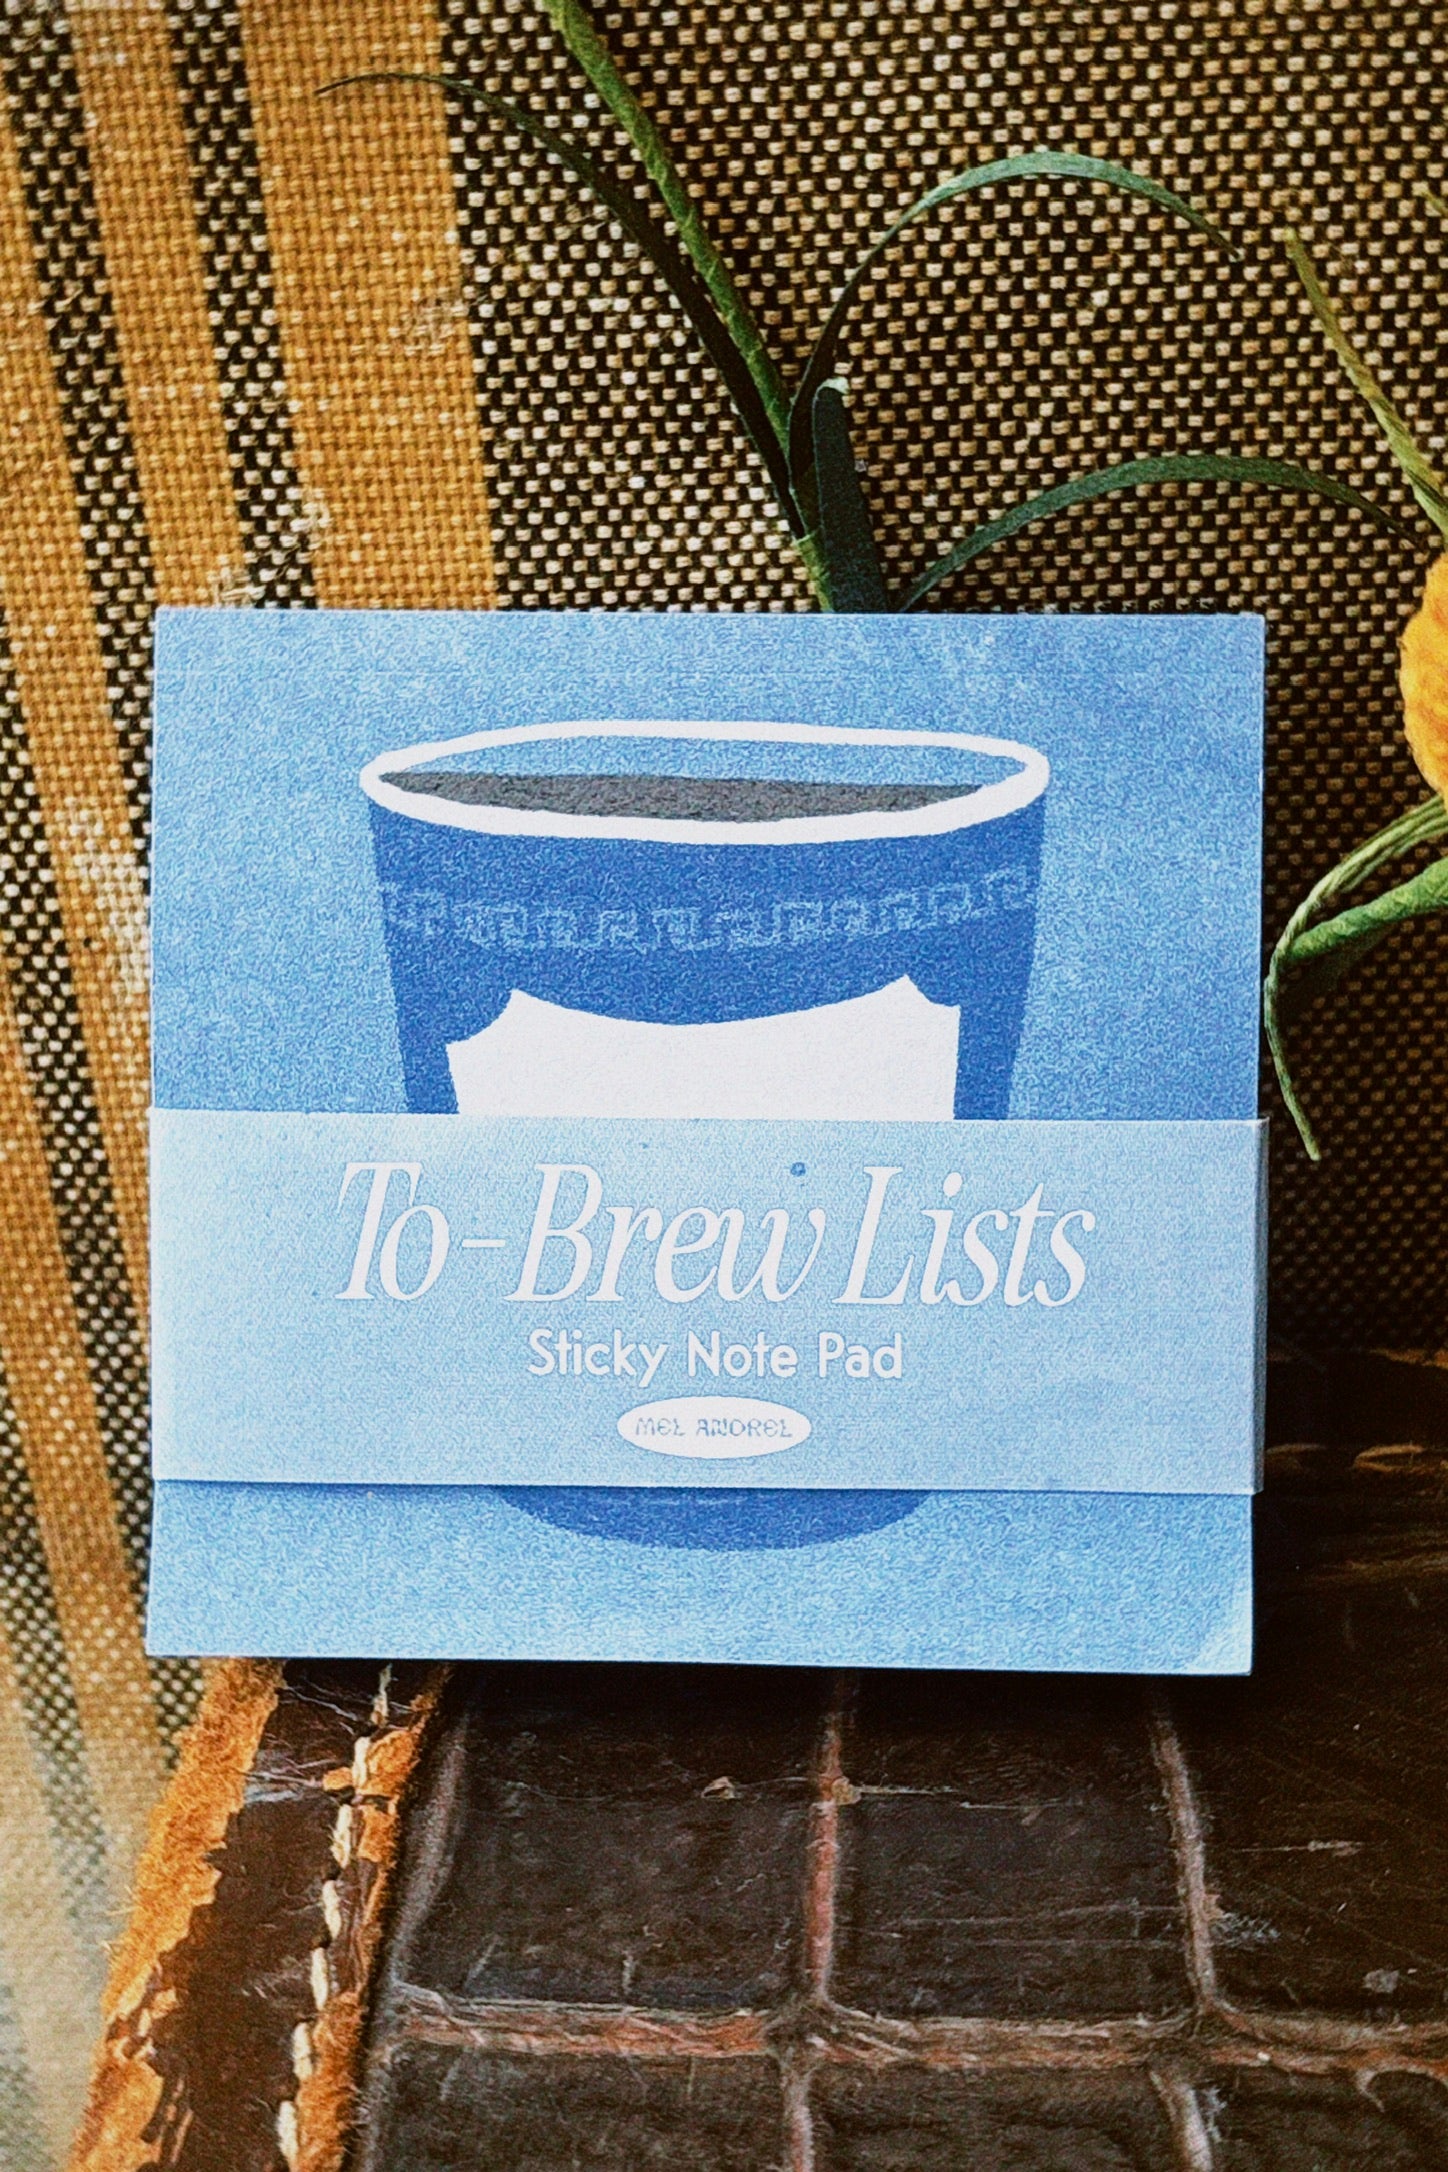 To-Brew Lists
Sticky Note Pad
MEL ANDREL